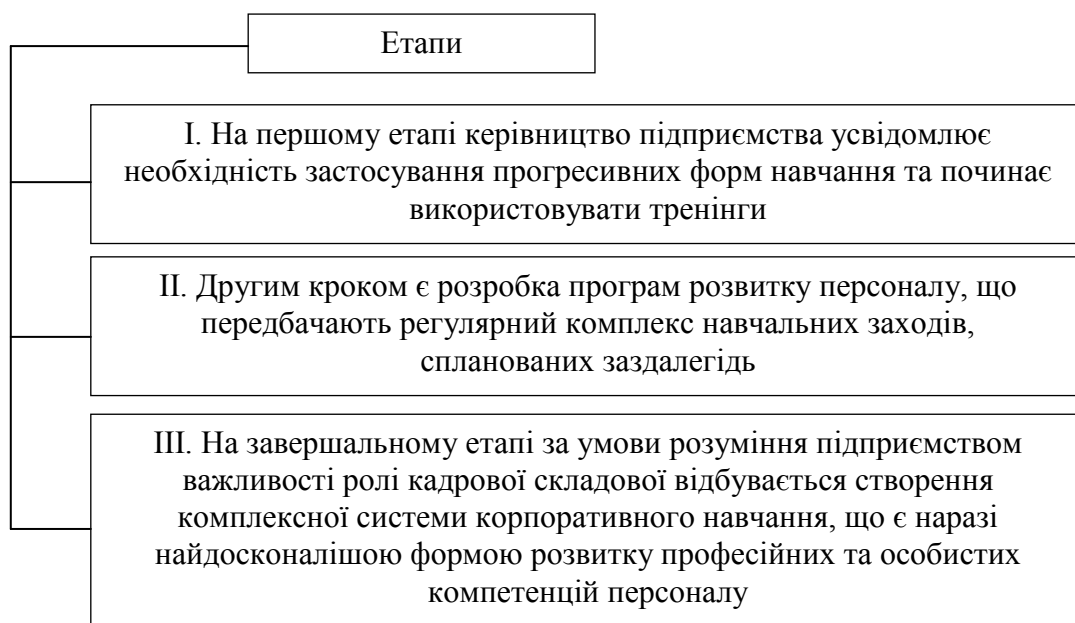 Етапи
І. На першому етапі керівництво підприємства усвідомлює
необхідність застосування прогресивних форм навчання та починає
використовувати тренінги
ІІ. Другим кроком є розробка програм розвитку персоналу, що
передбачають регулярний комплекс навчальних заходів,
спланованих заздалегідь
ІІІ. На завершальному етапі за умови розуміння підприємством
важливості ролі кадрової складової відбувається створення
комплексної системи корпоративного навчання, що є наразі
найдосконалішою формою розвитку професійних та особистих
компетенцій персоналу